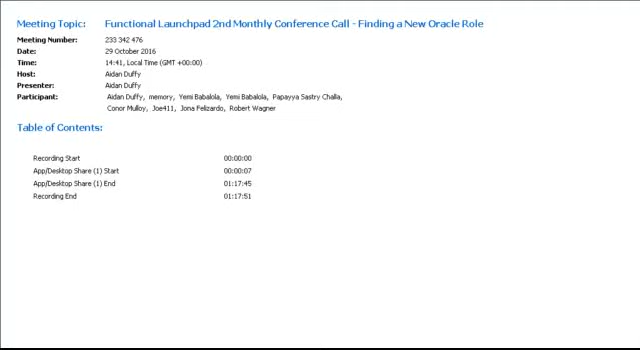 Meeting Topic: Functional Launchpad 2nd Monthly Conference Call - Finding a New Oracle Role
Meeting Number: 233 342 476
Date: 29 October 2016
Time: 14:41, Local Time (GMT +00:00)
Host: Aidan Duffy
Presenter: Aidan Duffy
Participant: Aidan Duffy, memory, Yemi Babalola, Yemi Babalola, Papayya Sastry Challa,
Conor Mulloy, Joe411, Jona Felizardo, Robert Wagner
Table of Contents:
Recording Start 00:00:00
App/Desktop Share (1) Start 00:00:07
App/Desktop Share (1) End 01:17:45
Recording End 01:17:51